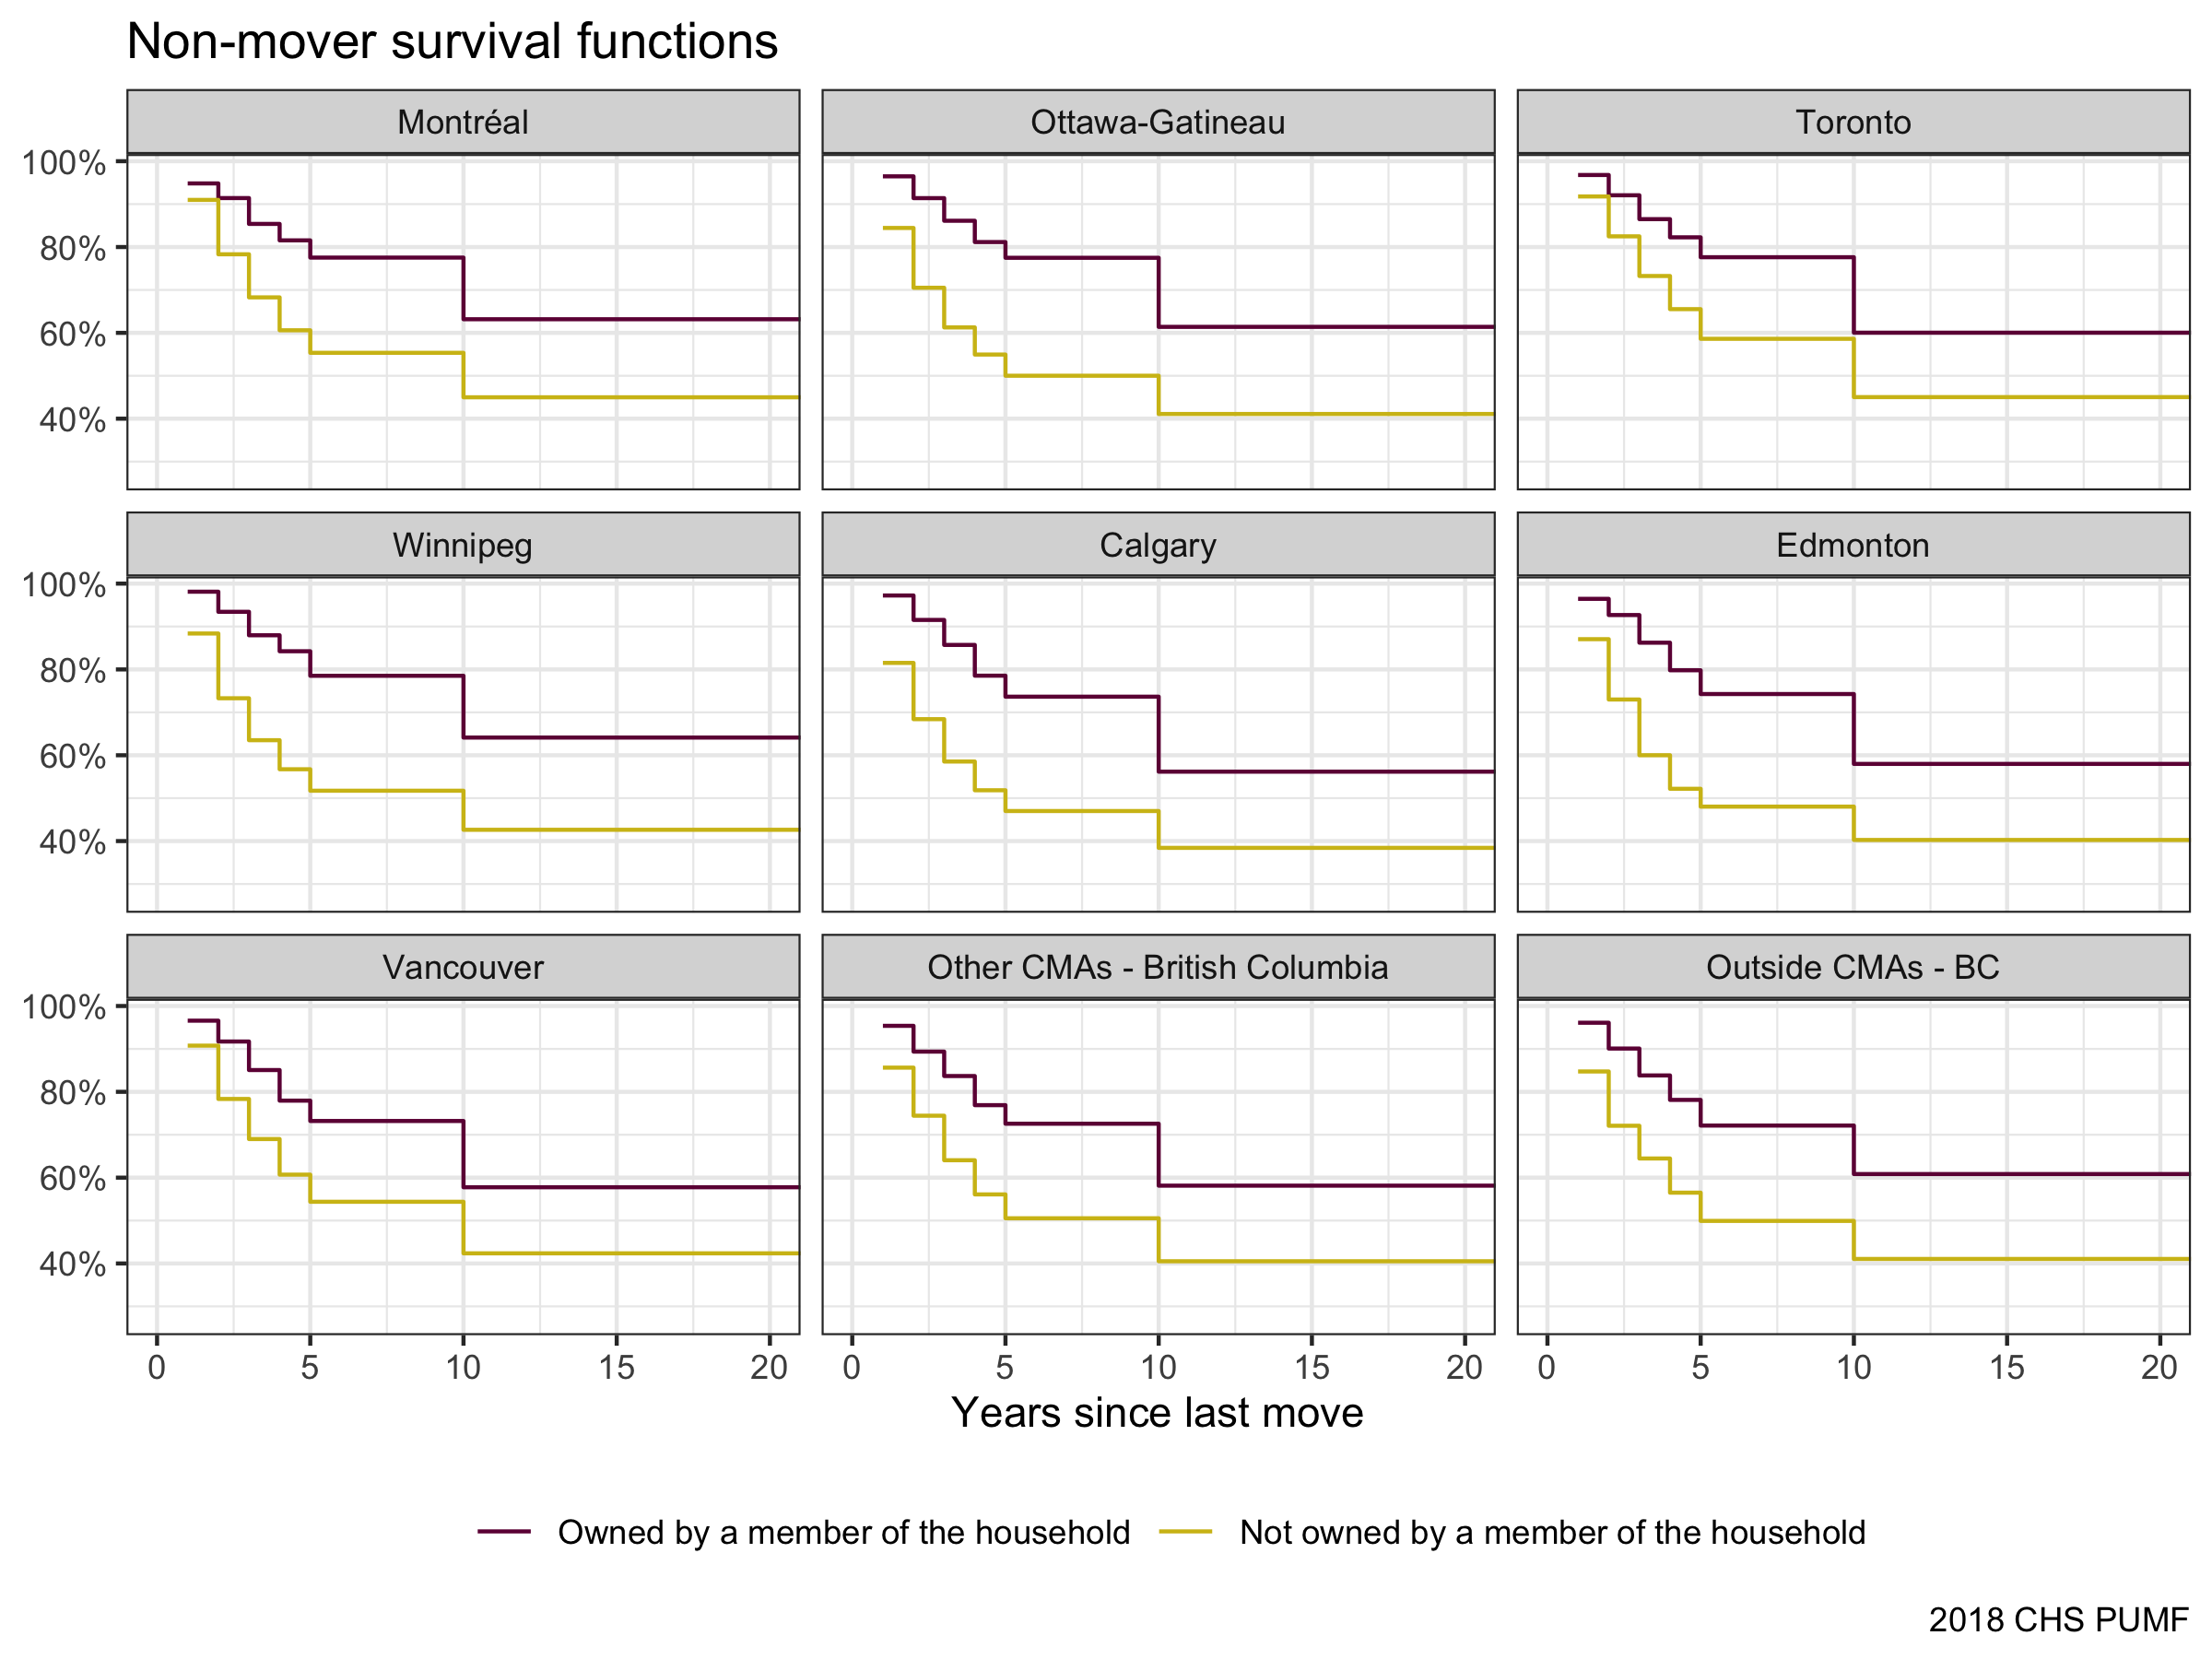 Non-mover survival functions
Montréal
Ottawa-Gatineau
Toronto
100%
80%
60%
40%
Winnipeg
Calgary
Edmonton
100%
80%
60%
40%
Vancouver
Other CMAs - British Columbia
Outside CMAs - BC
100%
80%
60%
40%
0 5 10 15 20
0 5 10 15 20
0 5 10 15 20
Years since last move
Owned by a member of the household
Not owned by a member of the household
2018 CHS PUMF